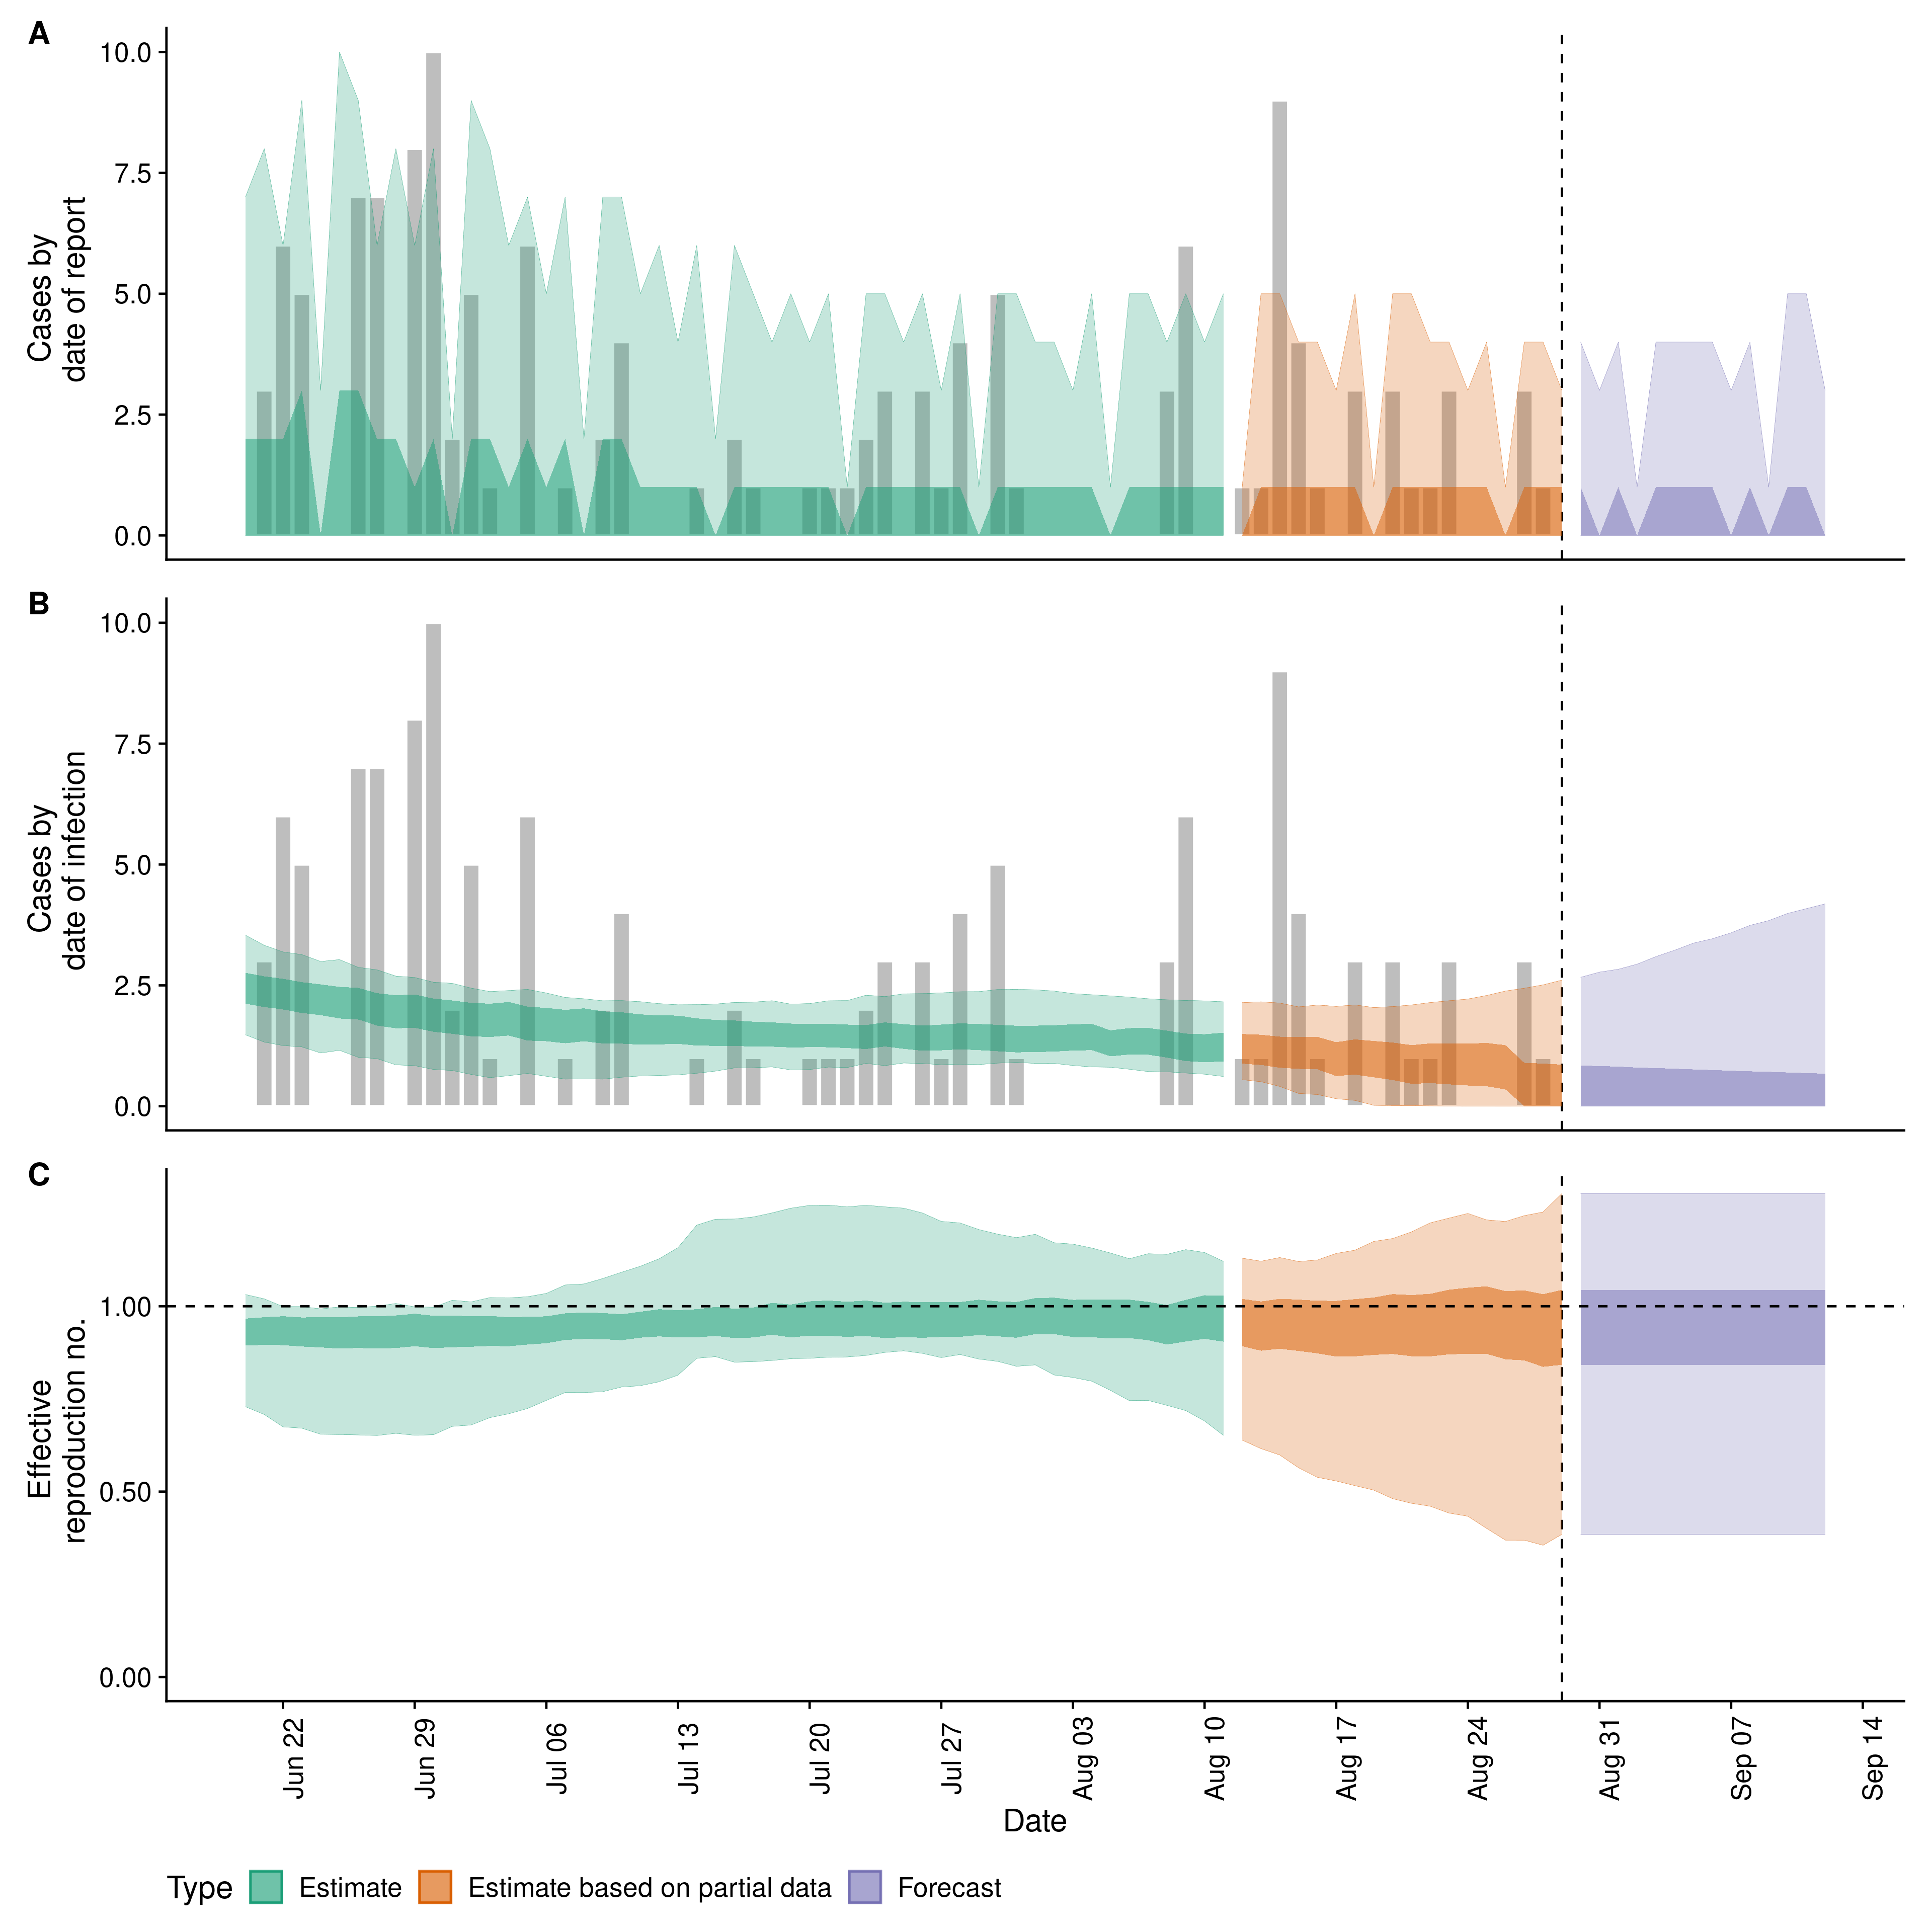 A
10.0
7.5
5.0
2.5
0.0
Cases by
date of report
B
10.0
7.5
5.0
2.5
0.0
Cases by
date of infection
C
1.00
0.50
0.00
Effective
reproduction no.
Jun 22
Jun 29
Jul 06
Jul 13
Jul 20
Jul 27
Aug 03
Aug 10
Aug 17
Aug 24
Aug 31
Sep 07
Sep 14
Date
Type Estimate Estimate based on partial data Forecast